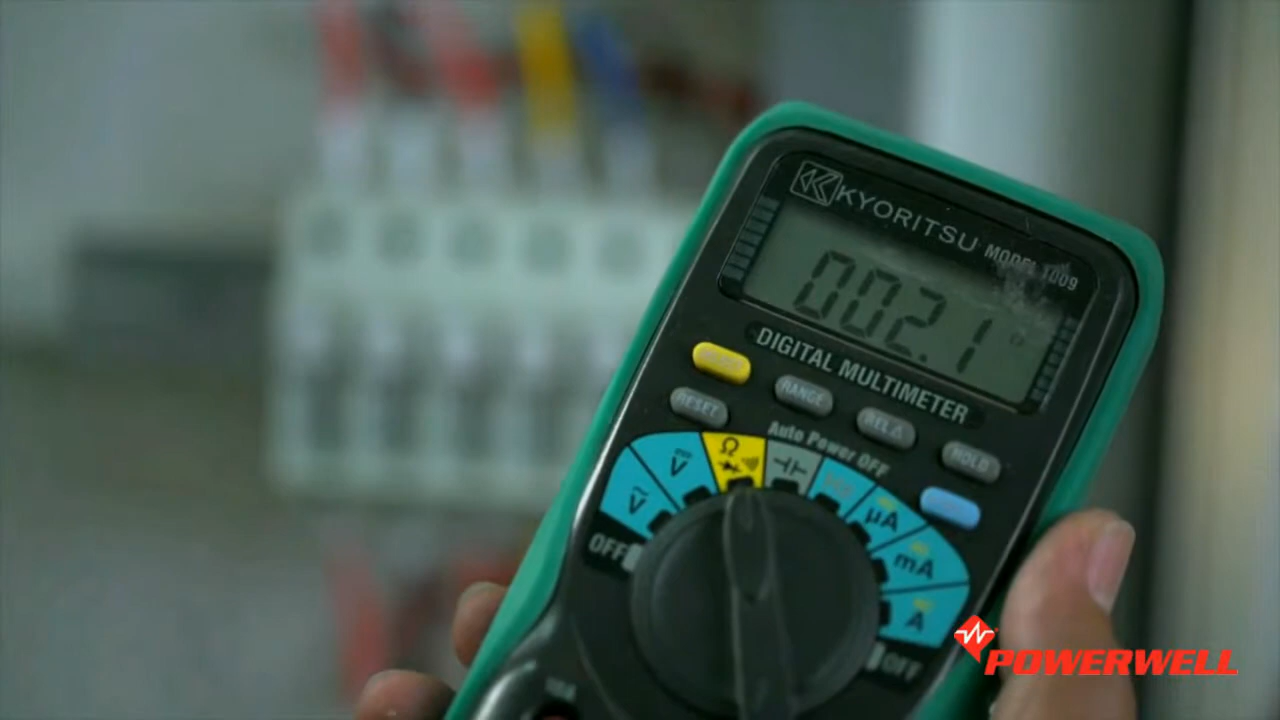 KYORITSU MODEL 1009
002.1 Ω
DIGITAL MULTIMETER
RANGE
REL Δ
HOLD
RESET
Auto Power OFF
Ṽ
V
Ω
Hz
μA
mA
A
OFF
OFF
POWERWELL